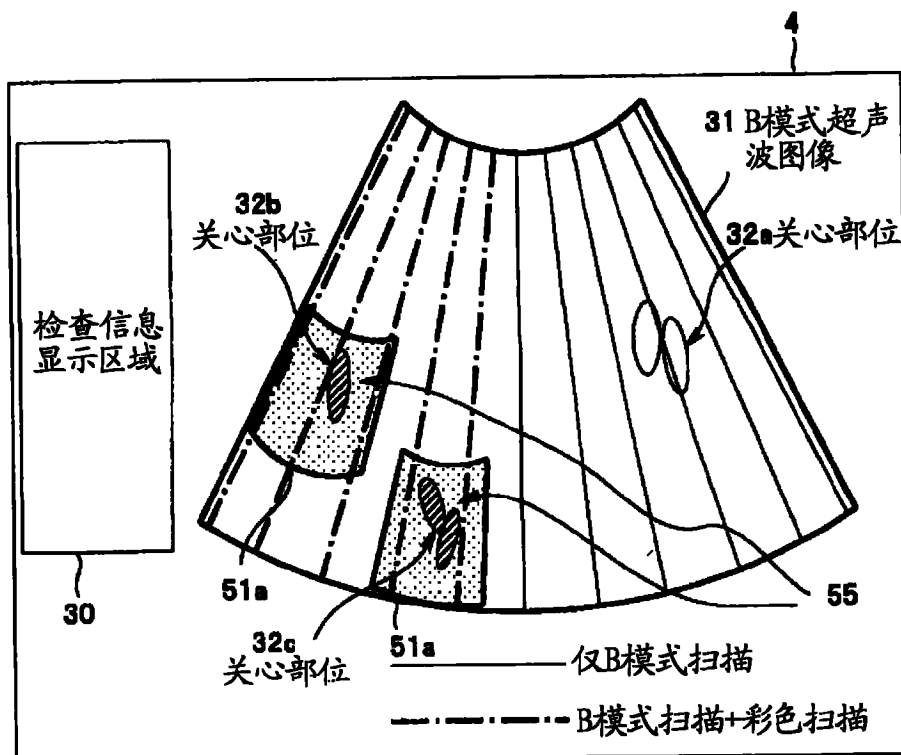 4
31 B模式超声
波图像
32b
关心部位
32a关心部位
检查信息
显示区域
30
51a
32c
关心部位
51a
55
仅B模式扫描
B模式扫描+彩色扫描